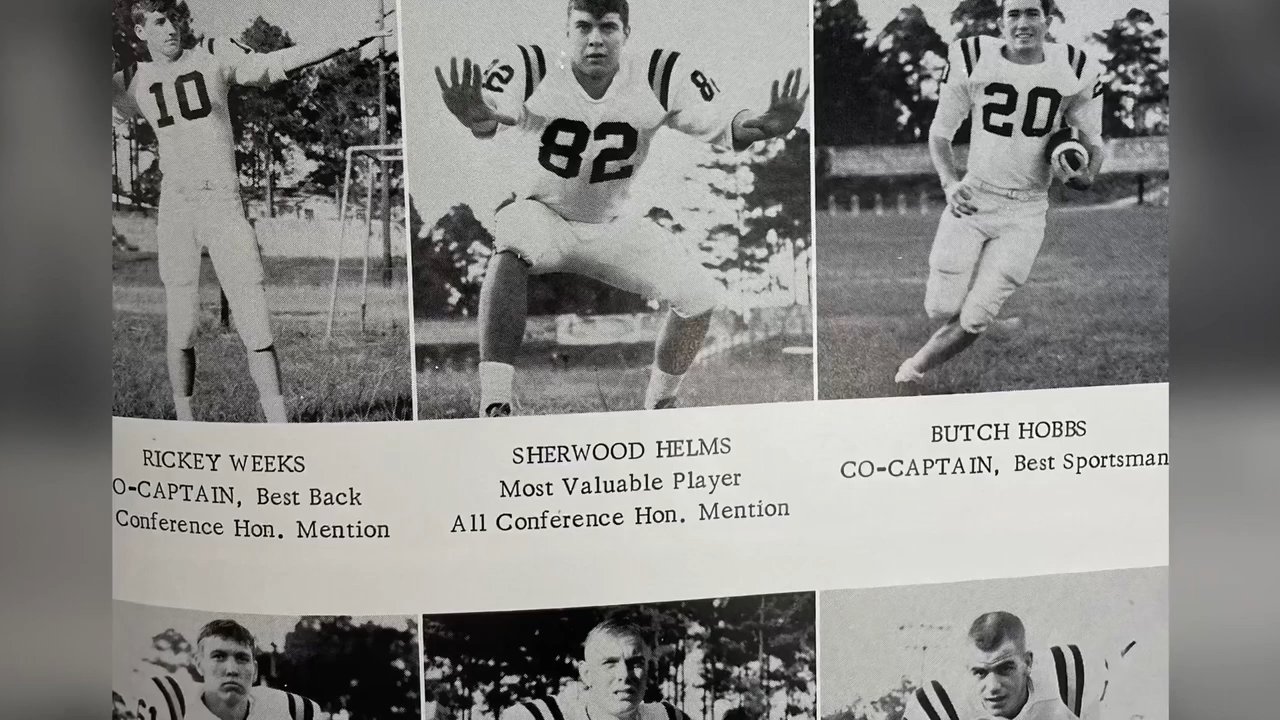 10
82
82
20
RICKEY WEEKS
O-CAPTAIN, Best Back
Conference Hon. Mention
SHERWOOD HELMS
Most Valuable Player
All Conference Hon. Mention
BUTCH HOBBS
CO-CAPTAIN, Best Sportsman